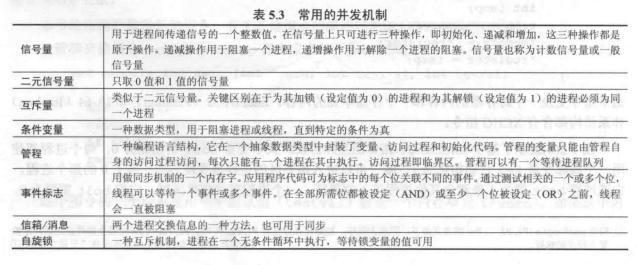 表 5.3 常用的并发机制
信号量
用于进程间传递信号的一个整数值。在信号量上只可进行三种操作，即初始化、递减和增加，这三种操作都是
原子操作。递减操作用于阻塞一个进程，递增操作用于解除一个进程的阻塞。信号量也称为计数信号量或一般
信号量
二元信号量
只取 0 值和 1 值的信号量
互斥量
类似于二元信号量，关键区别在于为其加锁（设定值为 0）的进程和为其解锁（设定值为 1）的进程必须为同
一个进程
条件变量
一种数据类型，用于阻塞进程或线程，直到特定的条件为真
管程
一种编程语言结构，它在一个抽象数据类型中封装了变量、访问过程和初始化代码。管程的变量只能由管程自
身的访问过程访问，每次只能有一个进程在其中执行。访问过程即临界区。管程可以有一个等待进程队列
事件标志
用做同步机制的一个内存字。应用程序代码可为标志中的每个位关联不同的事件。通过测试相关的一个或多个位，
线程可以等待一个事件或多个事件。在全部所需位都被设定（AND）或至少一个位被设定（OR）之前，线程
会一直被阻塞
信箱/消息
两个进程交换信息的一种方法，也可用于同步
自旋锁
一种互斥机制，进程在一个无条件循环中执行，等待锁变量的值可用